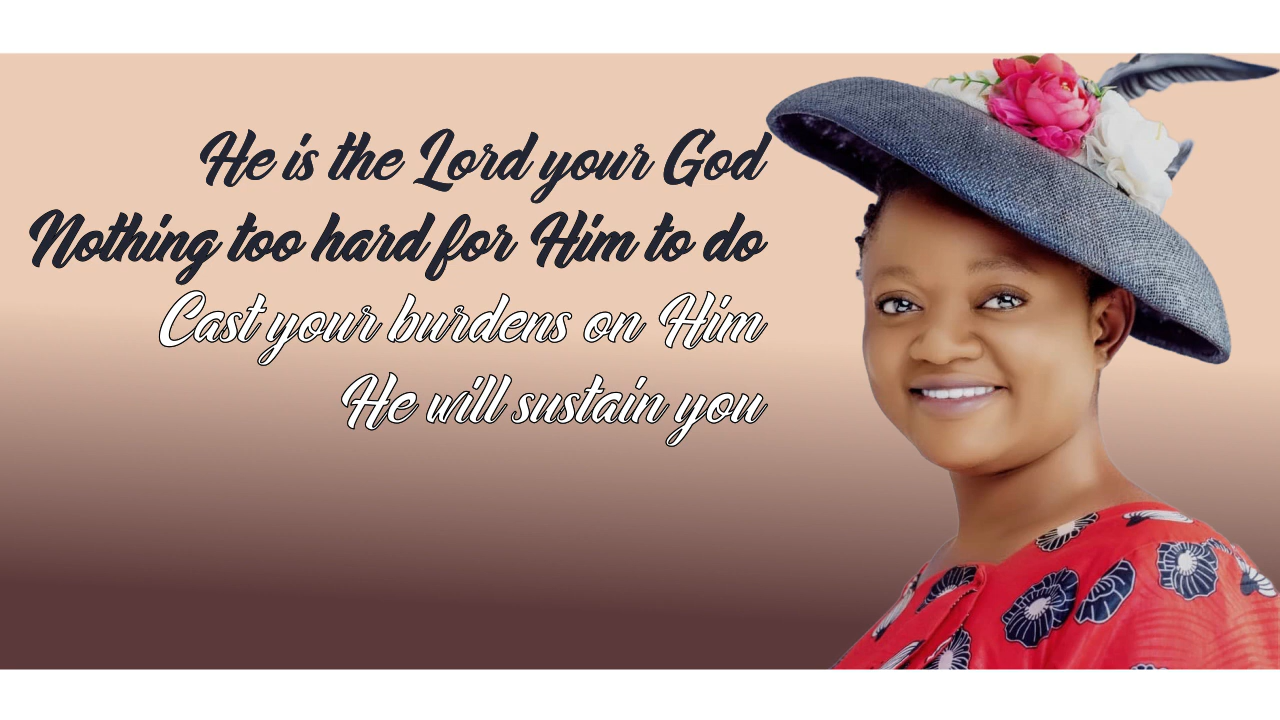 He is the Lord your God
Nothing too hard for Him to do
Cast your burdens on Him
He will sustain you